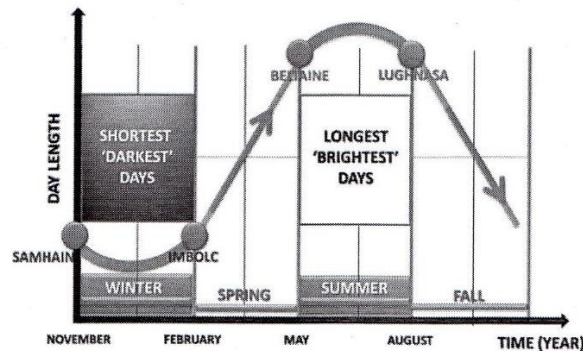 BELTAINE
LUGHNASA
SHORTEST
'DARKEST'
DAYS
LONGEST
'BRIGHTEST'
DAYS
DAY LENGTH
SAMHAIN
IMBOLC
WINTER
SPRING
SUMMER
FALL
NOVEMBER
FEBRUARY
MAY
AUGUST
TIME (YEAR)